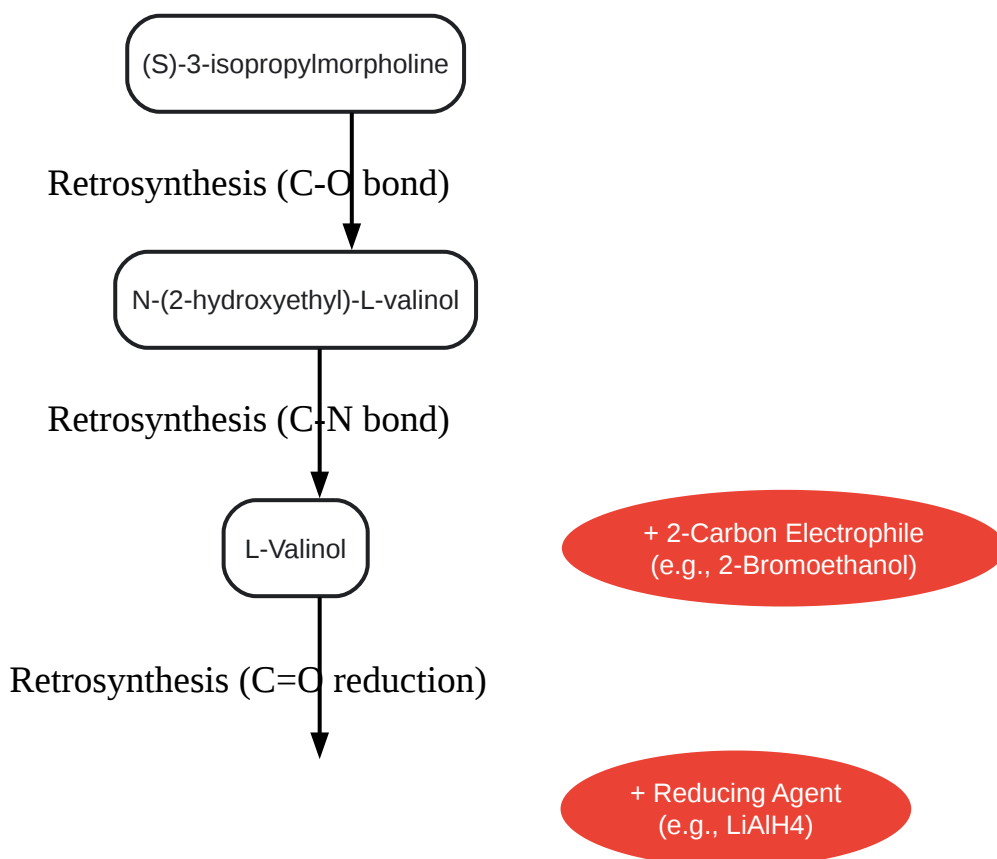 (S)-3-isopropylmorpholine
Retrosynthesis (C-O bond)
N-(2-hydroxyethyl)-L-valinol
Retrosynthesis (C-N bond)
L-Valinol
+ 2-Carbon Electrophile
(e.g., 2-Bromoethanol)
Retrosynthesis (C=O reduction)
+ Reducing Agent
(e.g., LiAlH4)